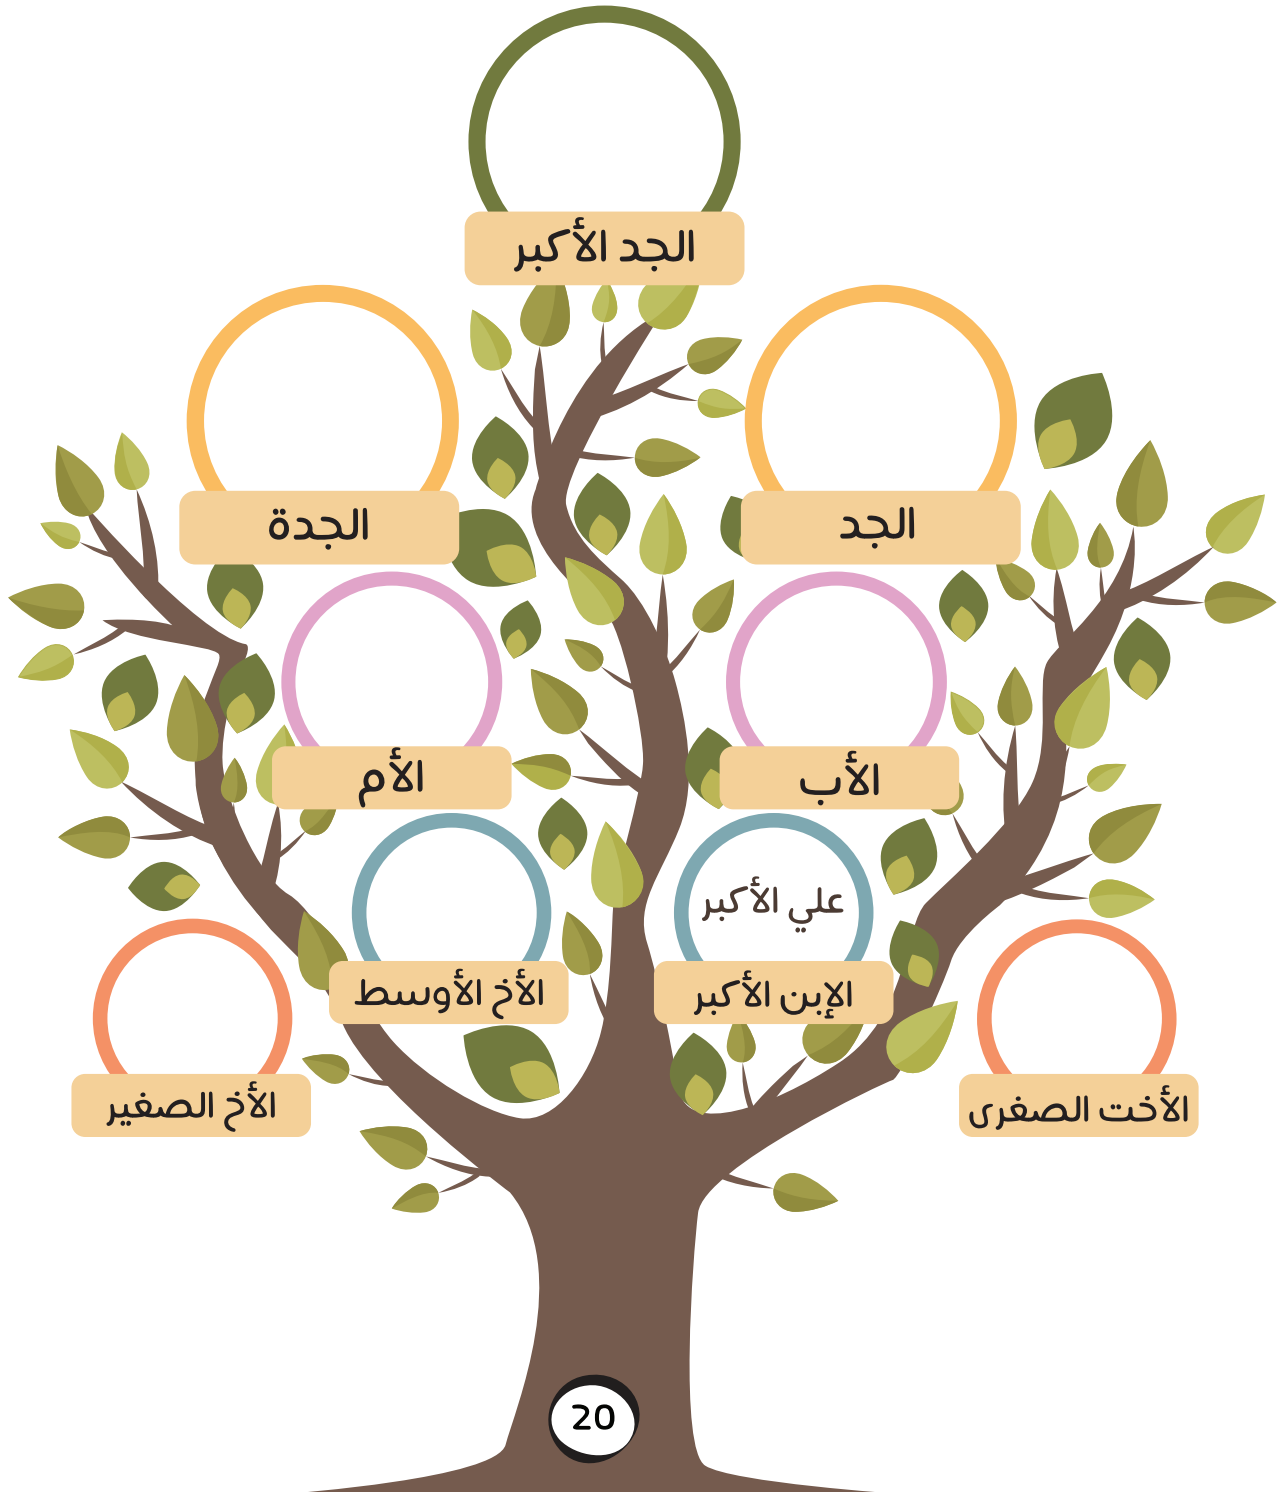 الجد الأكبر
الجد
الجدة
الأب
الأم
علي الأكبر
الإبن الأكبر
الأخ الأوسط
الأخت الصغرى
الأخ الصغير
20